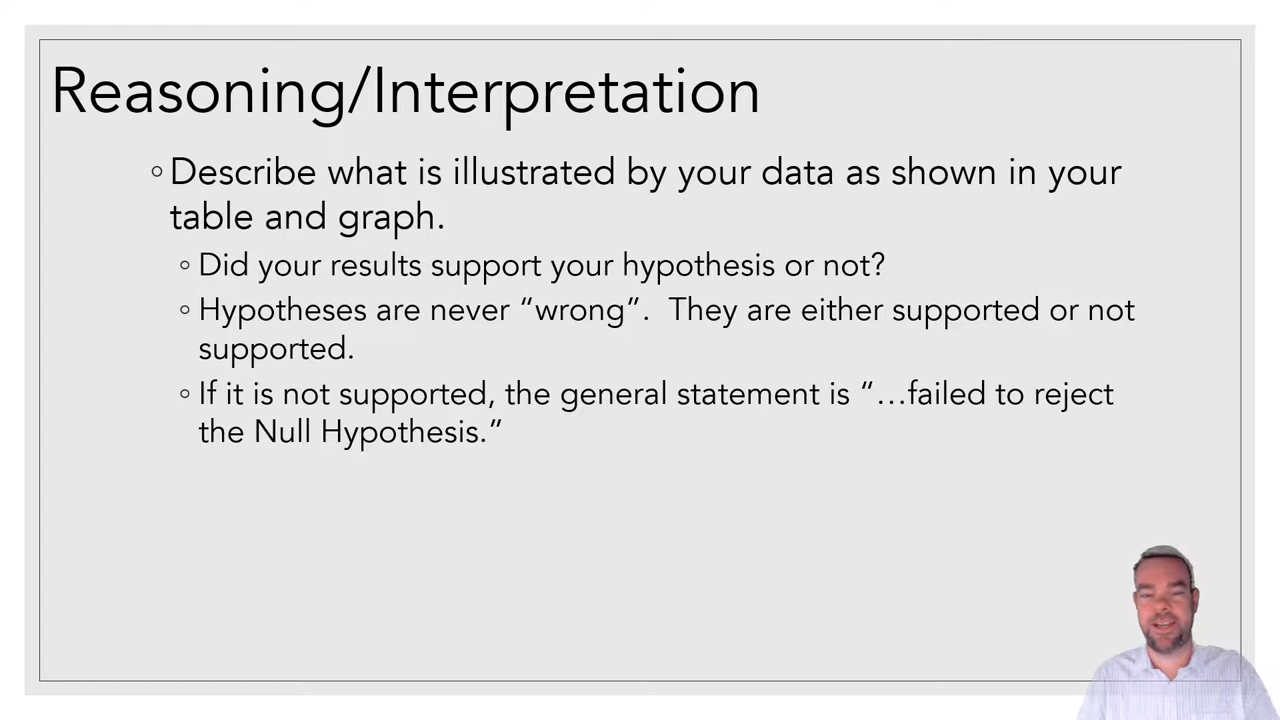 Reasoning/Interpretation
◦Describe what is illustrated by your data as shown in your
table and graph.
◦Did your results support your hypothesis or not?
◦Hypotheses are never “wrong”.  They are either supported or not
supported.
◦If it is not supported, the general statement is “…failed to reject
the Null Hypothesis.”